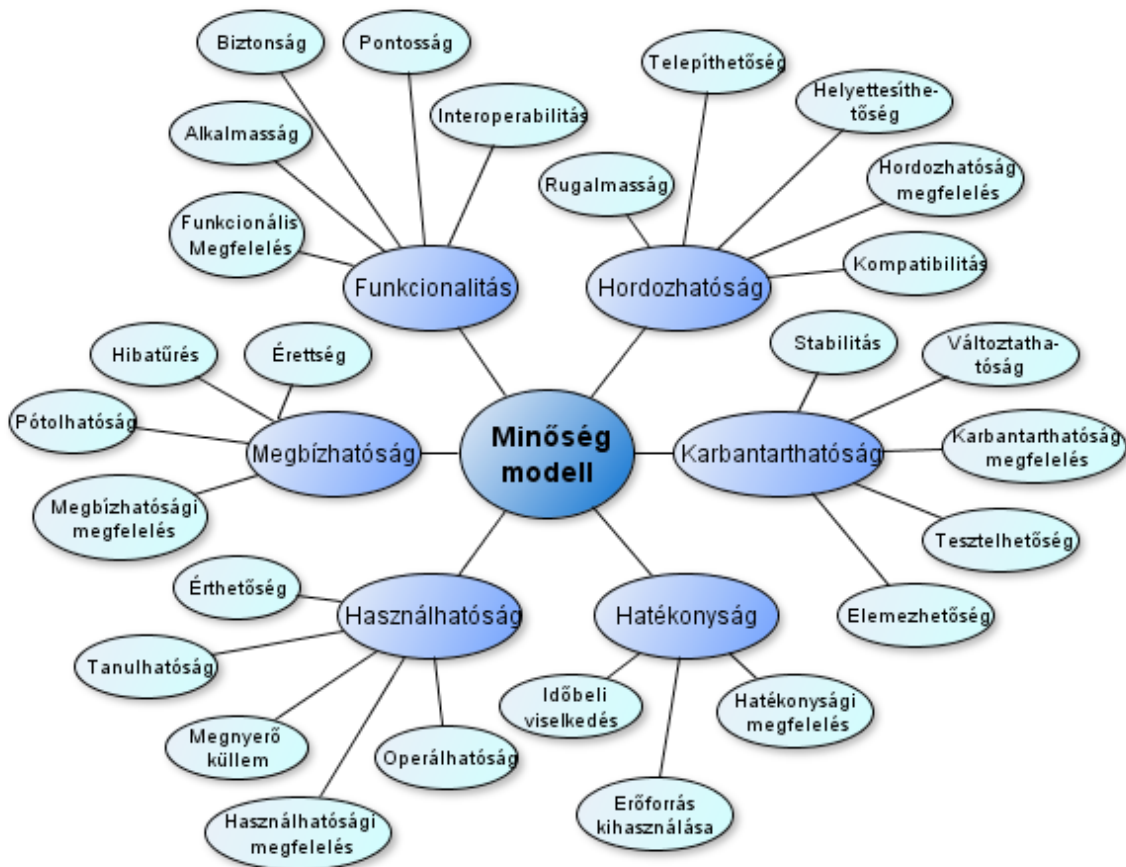 Biztonság
Pontosság
Telepíthetőség
Helyettesíthe-
tőség
Alkalmasság
Interoperabilitás
Rugalmasság
Hordozhatóság
megfelelés
Funkcionális
Megfelelés
Funkcionalitás
Hordozhatóság
Kompatibilitás
Hibatűrés
Érettség
Stabilitás
Változtatha-
tóság
Pótolhatóság
Megbízhatóság
Minőség
modell
Karbantarthatóság
Karbantarthatóság
megfelelés
Megbízhatósági
megfelelés
Tesztelhetőség
Érthetőség
Használhatóság
Hatékonyság
Elemezhetőség
Tanulhatóság
Időbeli
viselkedés
Hatékonysági
megfelelés
Megnyerő
küllem
Operálhatóság
Használhatósági
megfelelés
Erőforrás
kihasználása